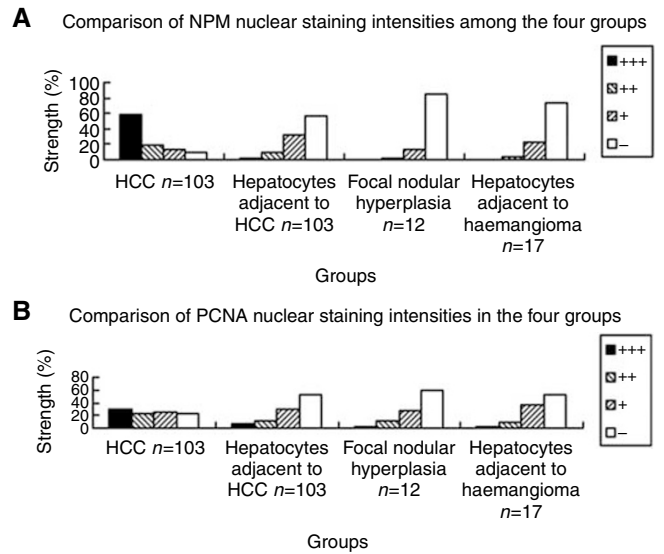 A
Comparison of NPM nuclear staining intensities among the four groups
Strength (%)
100
80
60
40
20
0
+++
++
+
–
HCC n=103
Hepatocytes
adjacent to
HCC n=103
Focal nodular
hyperplasia
n=12
Hepatocytes
adjacent to
haemangioma
n=17
Groups
B
Comparison of PCNA nuclear staining intensities in the four groups
Strength (%)
80
60
40
20
0
+++
++
+
–
HCC n=103
Hepatocytes
adjacent to
HCC n=103
Focal nodular
hyperplasia
n=12
Hepatocytes
adjacent to
haemangioma
n=17
Groups